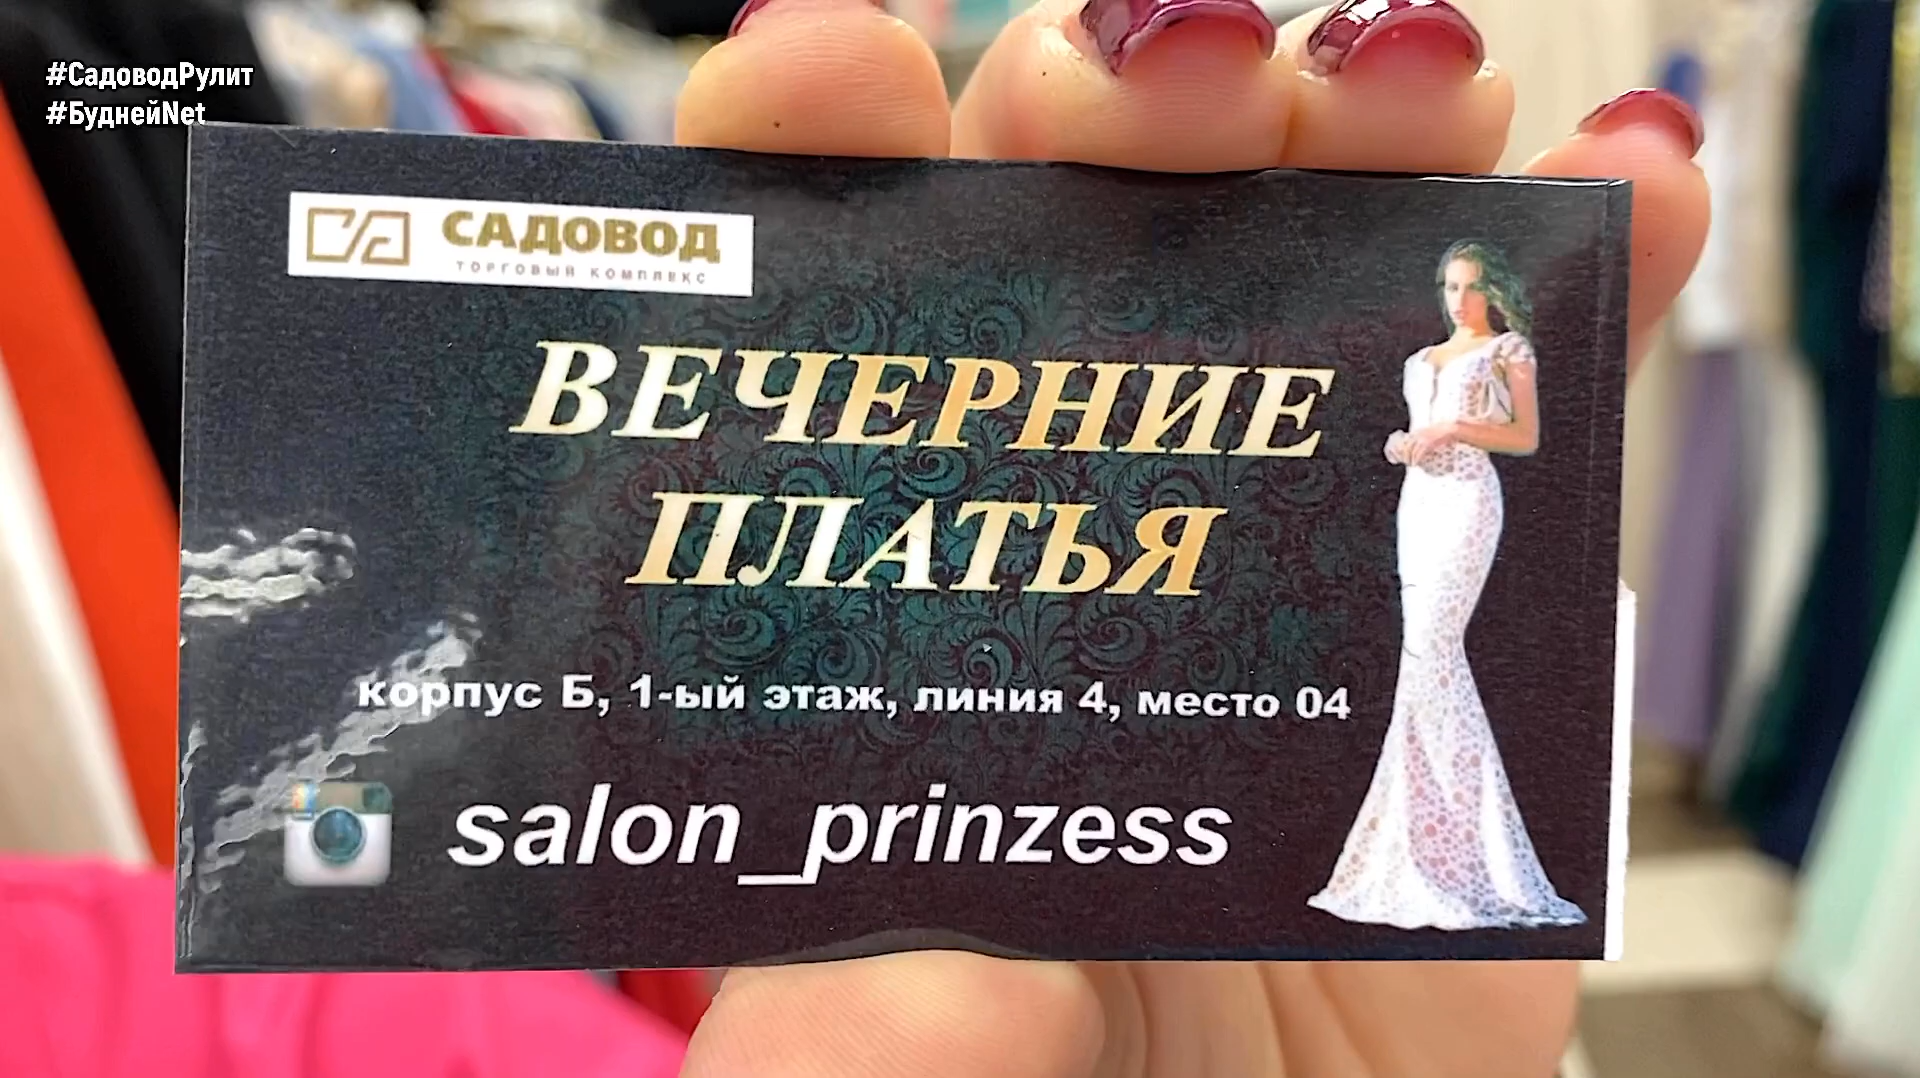 #СадоводРулит
#БуднейNet
САДОВОД
ТОРГОВЫЙ КОМПЛЕКС
ВЕЧЕРНИЕ
ПЛАТЬЯ
корпус Б, 1-ый этаж, линия 4, место 04
salon_prinzess